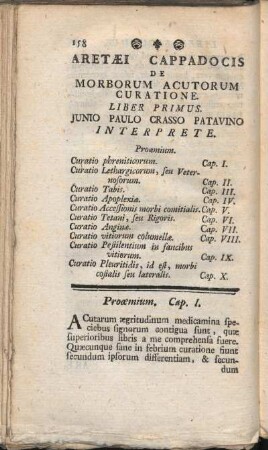 158
ARETÆI CAPPADOCIS
DE
MORBORUM ACUTORUM
CURATIONE.
LIBER PRIMUS.
JUNIO PAULO CRASSO PATAVINO
INTERPRETE.
Proœmium.
Curatio phreniticorum. Cap. I.
Curatio Lethargicorum, seu Veter-
nosorum. Cap. II.
Curatio Tabis. Cap. III.
Curatio Apoplexiæ. Cap. IV.
Curatio Accessionis morbi comitialis. Cap. V.
Curatio Tetani, seu Rigoris. Cap. VI.
Curatio Anginæ. Cap. VII.
Curatio vitiorum columellæ. Cap. VIII.
Curatio Pestilentium in faucibus
vitiorum. Cap. IX.
Curatio Pleuritidis, id est, morbi
costalis seu lateralis. Cap. X.
Proœmium. Cap. I.
ACutarum ægritudinum medicamina spe-
ciebus signorum contigua sunt, quæ
superioribus libris a me comprehensa fuere.
Quæcunque sane in febrium curatione fiunt
secundum ipsorum differentiam, & secun-
dum